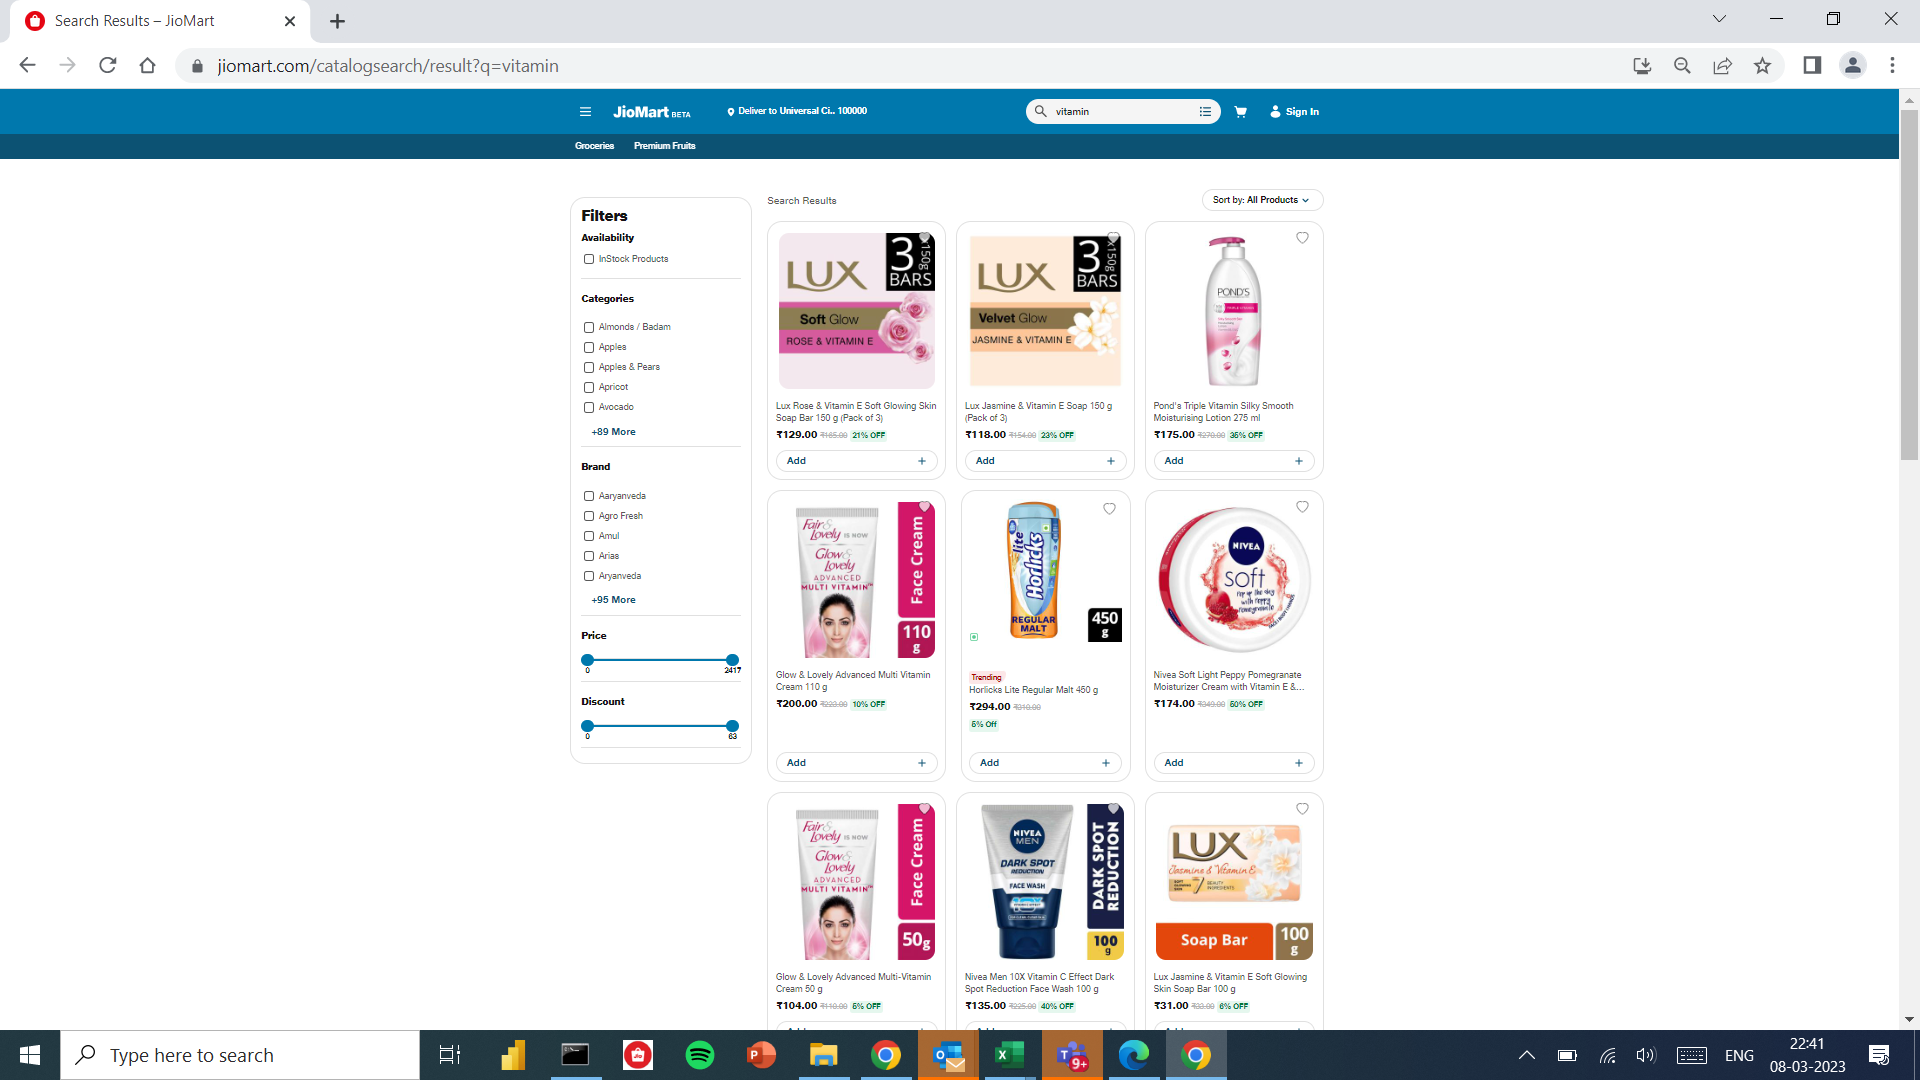 Search Results – JioMart
jiomart.com/catalogsearch/result?q=vitamin
JioMart BETA
Deliver to Universal Ci.. 100000
vitamin
Sign In
Groceries
Premium Fruits
Filters
Availability
InStock Products
Categories
Almonds / Badam
Apples
Apples & Pears
Apricot
Avocado
+89 More
Brand
Aaryanveda
Agro Fresh
Amul
Arias
Aryanveda
+95 More
Price
0
2417
Discount
0
63
Search Results
Sort by: All Products
LUX
3
BARS
x150g
Soft Glow
ROSE & VITAMIN E
Lux Rose & Vitamin E Soft Glowing Skin
Soap Bar 150 g (Pack of 3)
₹129.00 ₹165.00 21% OFF
Add +
LUX
3
BARS
x150g
Velvet Glow
JASMINE & VITAMIN E
Lux Jasmine & Vitamin E Soap 150 g
(Pack of 3)
₹118.00 ₹154.00 23% OFF
Add +
POND'S
Pond's Triple Vitamin Silky Smooth
Moisturising Lotion 275 ml
₹175.00 ₹270.00 35% OFF
Add +
Fair & Lovely IS NOW
Glow & Lovely
ADVANCED
MULTI VITAMIN
Face Cream
110
g
Glow & Lovely Advanced Multi Vitamin
Cream 110 g
₹200.00 ₹223.00 10% OFF
Add +
lite
Horlicks
REGULAR
MALT
450
g
Trending
Horlicks Lite Regular Malt 450 g
₹294.00 ₹310.00
5% Off
Add +
NIVEA
soft
Nivea Soft Light Peppy Pomegranate
Moisturizer Cream with Vitamin E &...
₹174.00 ₹349.00 50% OFF
Add +
Fair & Lovely IS NOW
Glow & Lovely
ADVANCED
MULTI VITAMIN
Face Cream
50g
Glow & Lovely Advanced Multi-Vitamin
Cream 50 g
₹104.00 ₹110.00 5% OFF
NIVEA
MEN
DARK SPOT
REDUCTION
FACE WASH
10X
DARK SPOT
REDUCTION
100
g
Nivea Men 10X Vitamin C Effect Dark
Spot Reduction Face Wash 100 g
₹135.00 ₹225.00 40% OFF
LUX
Jasmine & Vitamin E
7 BEAUTY
INGREDIENTS
Soap Bar
100
g
Lux Jasmine & Vitamin E Soft Glowing
Skin Soap Bar 100 g
₹31.00 ₹33.00 6% OFF
Type here to search
9+
ENG
22:41
08-03-2023